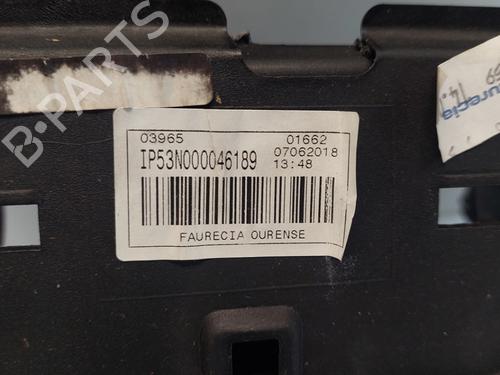 03965 01662
IP53N000046189 07062018
13:48
FAURECIA OURENSE
B-PARTS